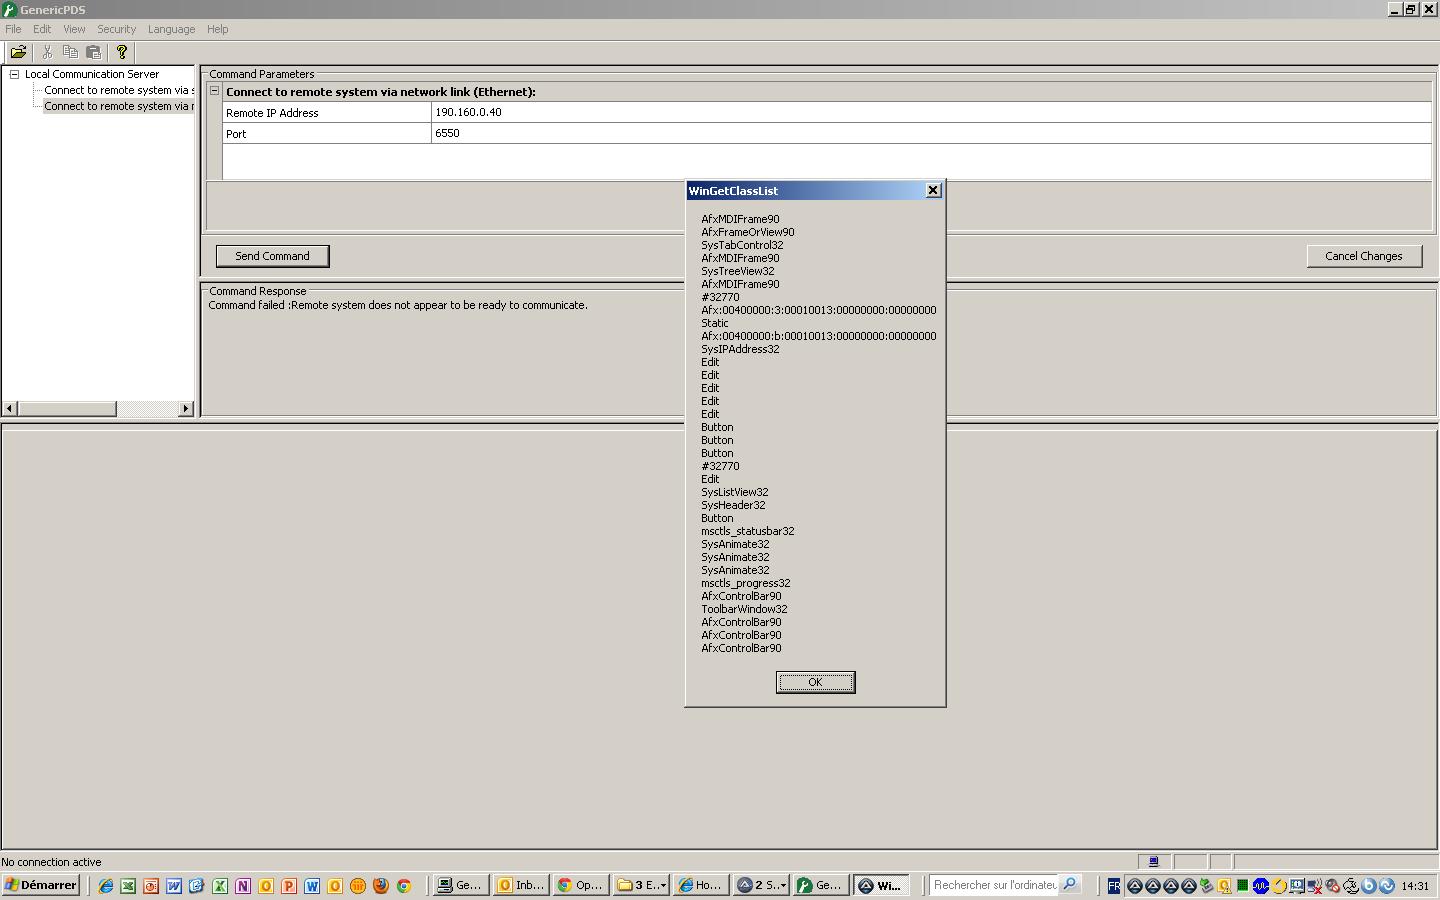 GenericPDS
File Edit View Security Language Help
Local Communication Server
Connect to remote system via s
Connect to remote system via r
Command Parameters
Connect to remote system via network link (Ethernet):
Remote IP Address 190.160.0.40
Port 6550
Send Command
Cancel Changes
Command Response
Command failed :Remote system does not appear to be ready to communicate.
WinGetClassList
AfxMDIFrame90
AfxFrameOrView90
SysTabControl32
AfxMDIFrame90
SysTreeView32
AfxMDIFrame90
#32770
Afx:00400000:3:00010013:00000000:00000000
Static
Afx:00400000:b:00010013:00000000:00000000
SysIPAddress32
Edit
Edit
Edit
Edit
Edit
Button
Button
Button
#32770
Edit
SysListView32
SysHeader32
Button
msctls_statusbar32
SysAnimate32
SysAnimate32
SysAnimate32
msctls_progress32
AfxControlBar90
ToolbarWindow32
AfxControlBar90
AfxControlBar90
AfxControlBar90
OK
No connection active
Démarrer Ge... Inb... Op... 3 E... Ho... 2 S... Ge... Wi... Rechercher sur l'ordinateu FR 14:31